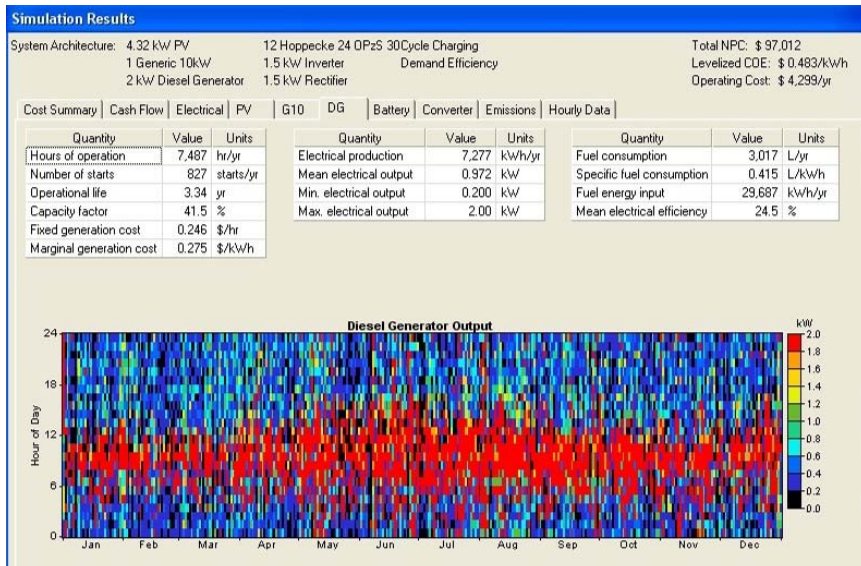 Simulation Results
System Architecture: 4.32 kW PV 12 Hoppecke 24 OPzS 30Cycle Charging Total NPC: $ 97,012
1 Generic 10kW 1.5 kW Inverter Demand Efficiency Levelized COE: $ 0.483/kWh
2 kW Diesel Generator 1.5 kW Rectifier Operating Cost: $ 4,299/yr
Cost Summary Cash Flow Electrical PV G10 DG Battery Converter Emissions Hourly Data
Quantity Value Units Quantity Value Units Quantity Value Units
Hours of operation 7,487 hr/yr Electrical production 7,277 kWh/yr Fuel consumption 3,017 L/yr
Number of starts 827 starts/yr Mean electrical output 0.972 kW Specific fuel consumption 0.415 L/kWh
Operational life 3.34 yr Min. electrical output 0.200 kW Fuel energy input 29,687 kWh/yr
Capacity factor 41.5 % Max. electrical output 2.00 kW Mean electrical efficiency 24.5 %
Fixed generation cost 0.246 $/hr
Marginal generation cost 0.275 $/kWh
Diesel Generator Output
kW
24
18
12
6
0
Hour of Day
2.0
1.8
1.6
1.4
1.2
1.0
0.8
0.6
0.4
0.2
0.0
Jan Feb Mar Apr May Jun Jul Aug Sep Oct Nov Dec